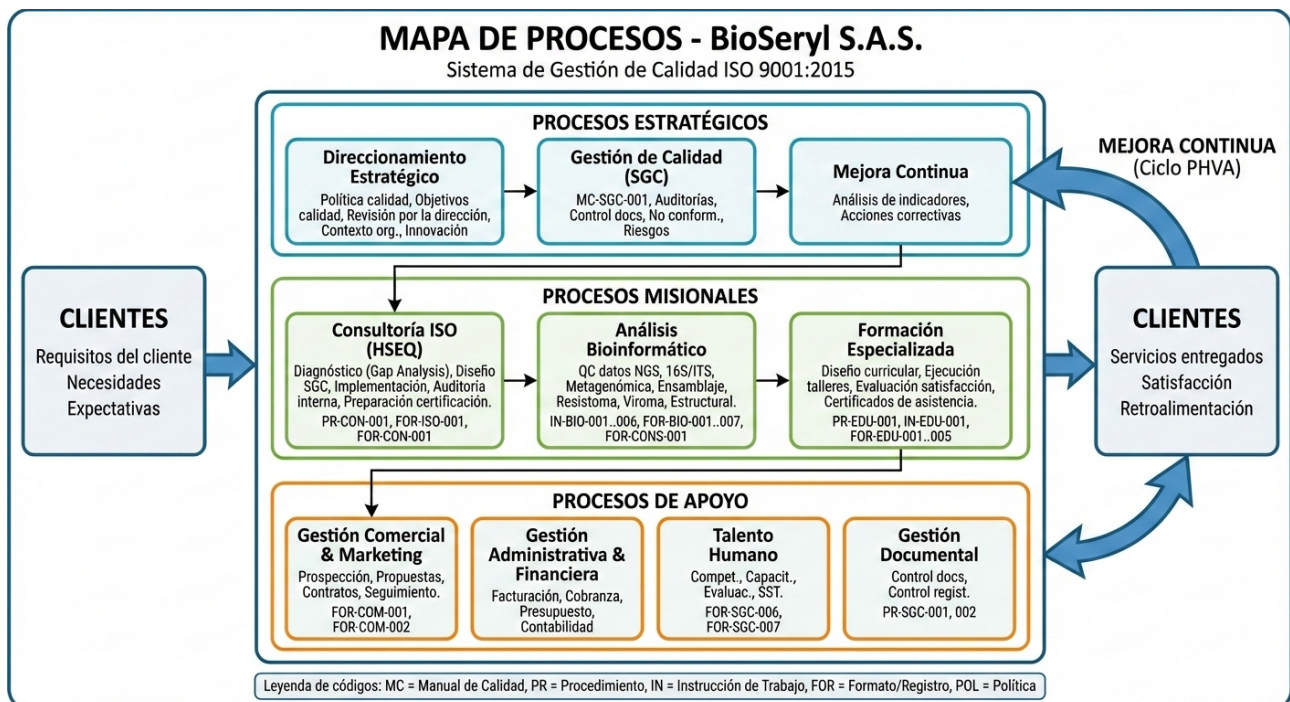 MAPA DE PROCESOS - BioSeryl S.A.S.
Sistema de Gestión de Calidad ISO 9001:2015
PROCESOS ESTRATÉGICOS
Direccionamiento
Estratégico
Política calidad, Objetivos
calidad, Revisión por la dirección,
Contexto org., Innovación
Gestión de Calidad
(SGC)
MC-SGC-001, Auditorías,
Control docs, No conform.,
Riesgos
Mejora Continua
Análisis de indicadores,
Acciones correctivas
MEJORA CONTINUA
(Ciclo PHVA)
CLIENTES
Requisitos del cliente
Necesidades
Expectativas
PROCESOS MISIONALES
Consultoría ISO
(HSEQ)
Diagnóstico (Gap Analysis), Diseño
SGC, Implementación, Auditoria
interna, Preparación certificación.
PR-CON-001, FOR-ISO-001,
FOR-CON-001
Análisis
Bioinformático
QC datos NGS, 16S/ITS,
Metagenómica, Ensamblaje,
Resistoma, Viroma, Estructural.
IN-BIO-001..006, FOR-BIO-001..007,
FOR-CONS-001
Formación
Especializada
Diseño curricular, Ejecución
talleres, Evaluación satisfacción,
Certificados de asistencia.
PR-EDU-001, IN-EDU-001,
FOR-EDU-001..005
CLIENTES
Servicios entregados
Satisfacción
Retroalimentación
PROCESOS DE APOYO
Gestión Comercial
& Marketing
Prospección, Propuestas,
Contratos, Seguimiento.
FOR-COM-001,
FOR-COM-002
Gestión
Administrativa &
Financiera
Facturación, Cobranza,
Presupuesto,
Contabilidad
Talento
Humano
Compet., Capacit.,
Evaluac., SST.
FOR-SGC-006,
FOR-SGC-007
Gestión
Documental
Control docs,
Control regist.
PR-SGC-001, 002
Leyenda de códigos: MC = Manual de Calidad, PR = Procedimiento, IN = Instrucción de Trabajo, FOR = Formato/Registro, POL = Política